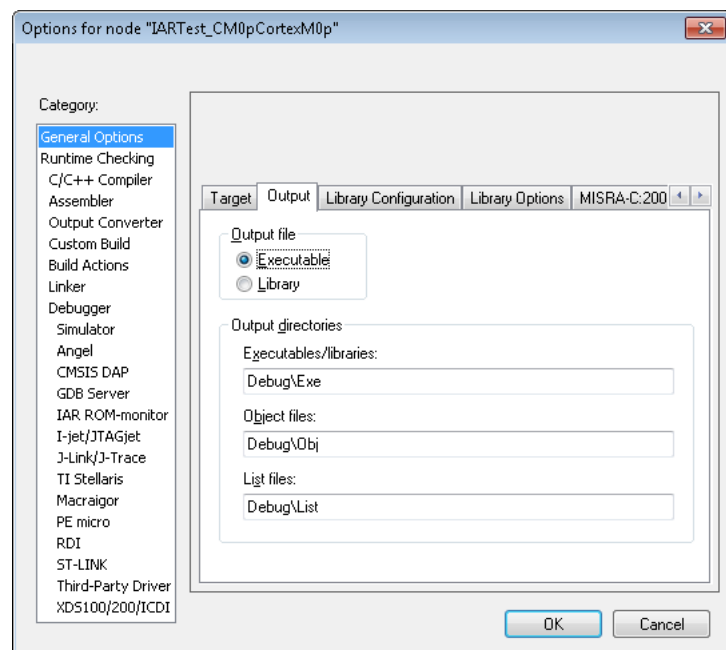 Options for node "IARTest_CM0pCortexM0p"
Category:
General Options
Runtime Checking
C/C++ Compiler
Assembler
Output Converter
Custom Build
Build Actions
Linker
Debugger
Simulator
Angel
CMSIS DAP
GDB Server
IAR ROM-monitor
I-jet/JTAGjet
J-Link/J-Trace
TI Stellaris
Macraigor
PE micro
RDI
ST-LINK
Third-Party Driver
XDS100/200/ICDI
Target Output Library Configuration Library Options MISRA-C:200
Output file
Executable
Library
Output directories
Executables/libraries:
Debug\Exe
Object files:
Debug\Obj
List files:
Debug\List
OK Cancel